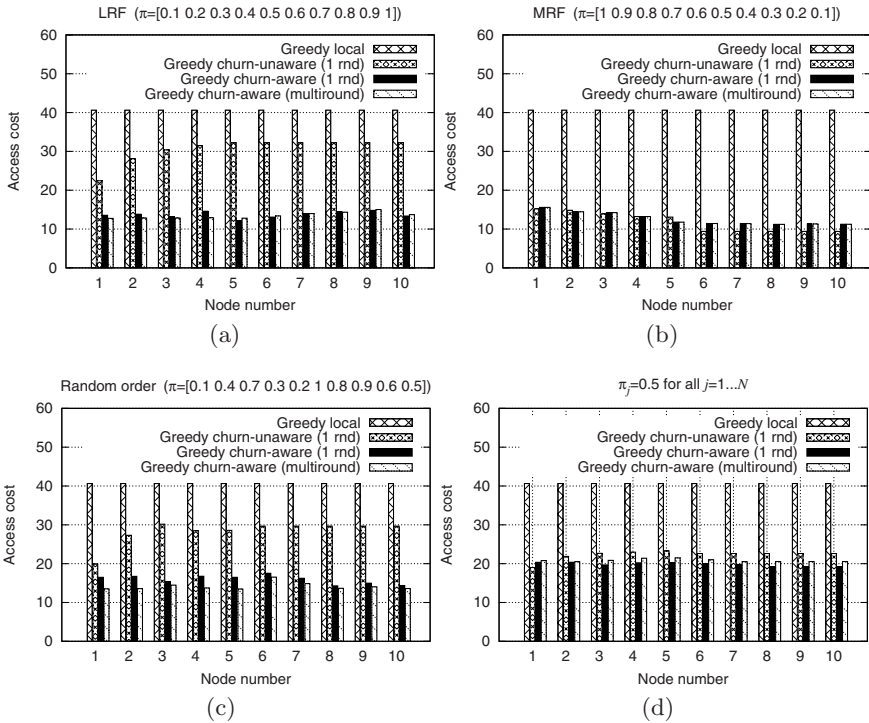 LRF (π=[0.1 0.2 0.3 0.4 0.5 0.6 0.7 0.8 0.9 1])
60
50
40
30
20
10
0
Access cost
Greedy local
Greedy churn-unaware (1 rnd)
Greedy churn-aware (1 rnd)
Greedy churn-aware (multiround)
1 2 3 4 5 6 7 8 9 10
Node number
(a)
MRF (π=[1 0.9 0.8 0.7 0.6 0.5 0.4 0.3 0.2 0.1])
60
50
40
30
20
10
0
Access cost
Greedy local
Greedy churn-unaware (1 rnd)
Greedy churn-aware (1 rnd)
Greedy churn-aware (multiround)
1 2 3 4 5 6 7 8 9 10
Node number
(b)
Random order (π=[0.1 0.4 0.7 0.3 0.2 1 0.8 0.9 0.6 0.5])
60
50
40
30
20
10
0
Access cost
Greedy local
Greedy churn-unaware (1 rnd)
Greedy churn-aware (1 rnd)
Greedy churn-aware (multiround)
1 2 3 4 5 6 7 8 9 10
Node number
(c)
πj=0.5 for all j=1...N
60
50
40
30
20
10
0
Access cost
Greedy local
Greedy churn-unaware (1 rnd)
Greedy churn-aware (1 rnd)
Greedy churn-aware (multiround)
1 2 3 4 5 6 7 8 9 10
Node number
(d)